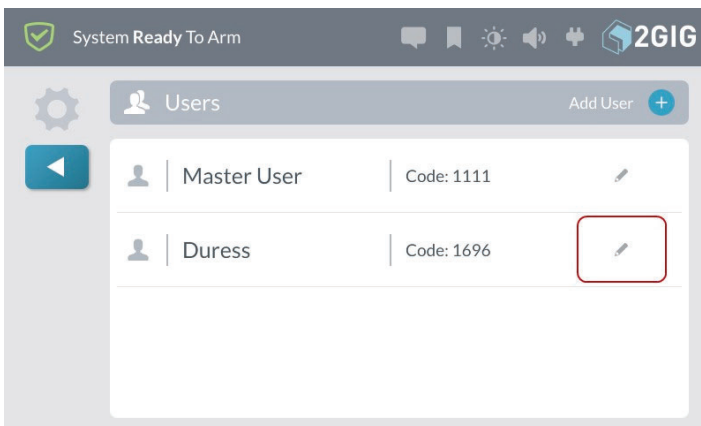 System Ready To Arm
2GIG
Users
Add User
Master User
Code: 1111
Duress
Code: 1696